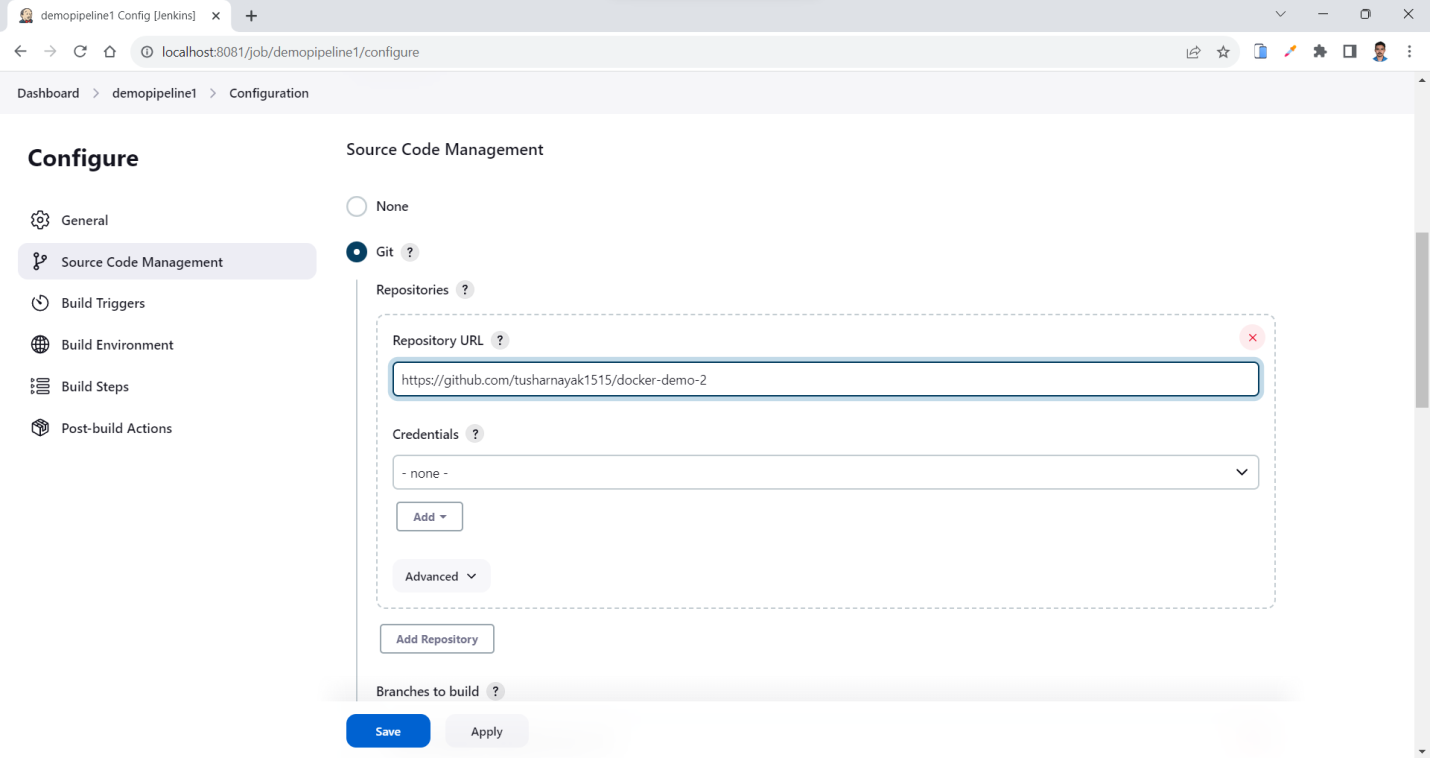 demopipeline1 Config [Jenkins]
localhost:8081/job/demopipeline1/configure
Dashboard > demopipeline1 > Configuration
Configure
General
Source Code Management
Build Triggers
Build Environment
Build Steps
Post-build Actions
Source Code Management
None
Git ?
Repositories ?
Repository URL ?
https://github.com/tusharnayak1515/docker-demo-2
Credentials ?
- none -
Add
Advanced
Add Repository
Branches to build ?
Save Apply